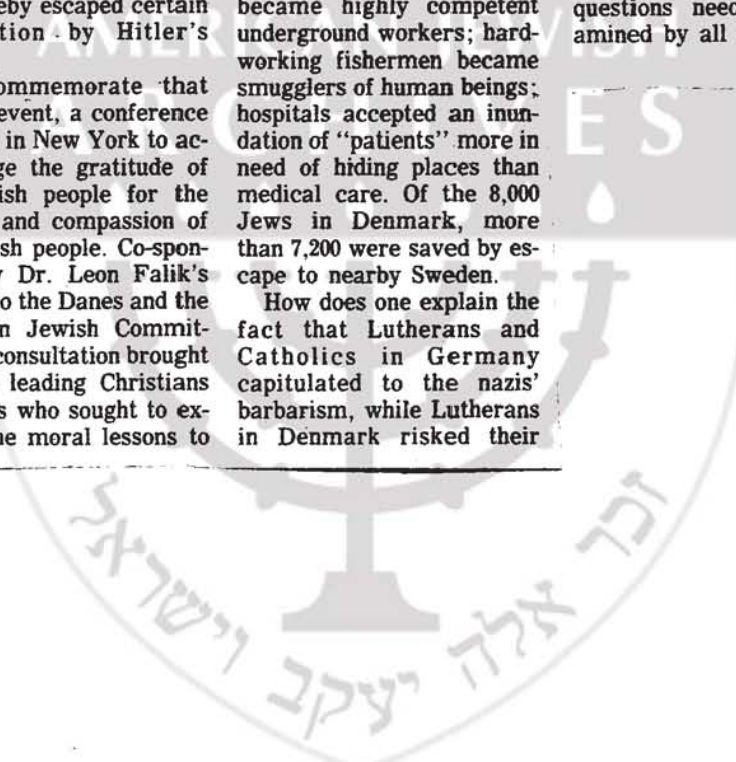 eby escaped certain
tion by Hitler's
ommemorate that
event, a conference
in New York to ac-
ge the gratitude of
ish people for the
and compassion of
sh people. Co-spon-
Dr. Leon Falik's
o the Danes and the
n Jewish Commit-
consultation brought
leading Christians
s who sought to ex-
ne moral lessons to
became highly competent
underground workers; hard-
working fishermen became
smugglers of human beings;
hospitals accepted an inun-
dation of "patients" more in
need of hiding places than
medical care. Of the 8,000
Jews in Denmark, more
than 7,200 were saved by es-
cape to nearby Sweden.
How does one explain the
fact that Lutherans and
Catholics in Germany
capitulated to the nazis'
barbarism, while Lutherans
in Denmark risked their
questions need
amined by all
AMERICAN JEWISH
ARCHIVES
זכר אלה יעקב וישראל